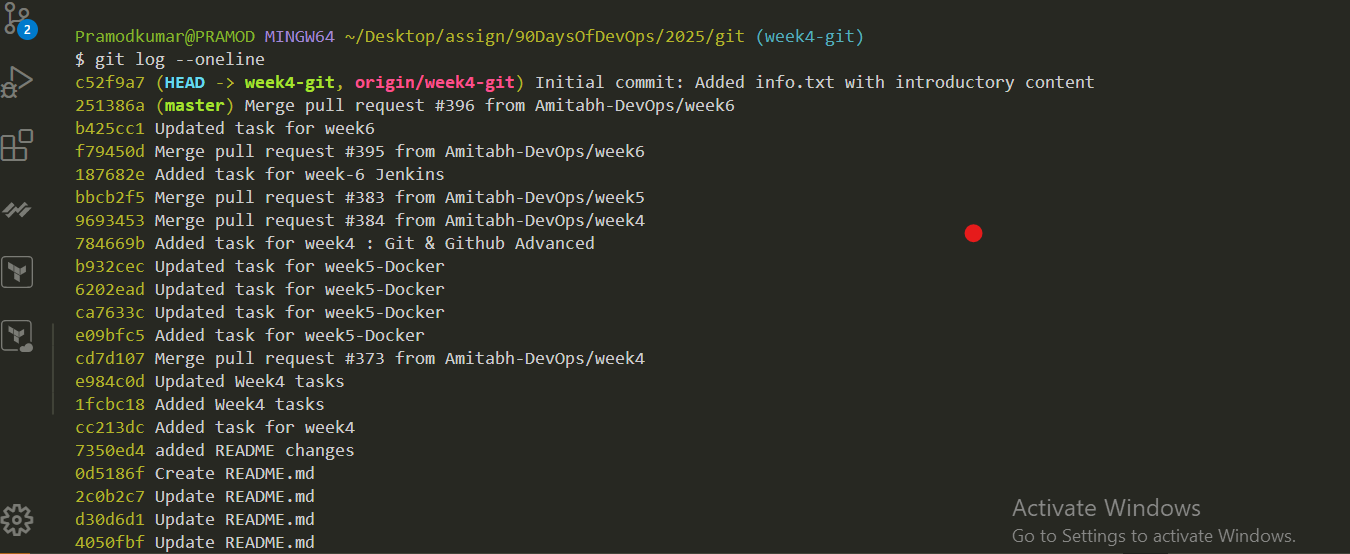 2
Pramodkumar@PRAMOD MINGW64 ~/Desktop/assign/90DaysOfDevOps/2025/git (week4-git)
$ git log --oneline
c52f9a7 (HEAD -> week4-git, origin/week4-git) Initial commit: Added info.txt with introductory content
251386a (master) Merge pull request #396 from Amitabh-DevOps/week6
b425cc1 Updated task for week6
f79450d Merge pull request #395 from Amitabh-DevOps/week6
187682e Added task for week-6 Jenkins
bbcb2f5 Merge pull request #383 from Amitabh-DevOps/week5
9693453 Merge pull request #384 from Amitabh-DevOps/week4
784669b Added task for week4 : Git & Github Advanced
b932cec Updated task for week5-Docker
6202ead Updated task for week5-Docker
ca7633c Updated task for week5-Docker
e09bfc5 Added task for week5-Docker
cd7d107 Merge pull request #373 from Amitabh-DevOps/week4
e984c0d Updated Week4 tasks
1fcbc18 Added Week4 tasks
cc213dc Added task for week4
7350ed4 added README changes
0d5186f Create README.md
2c0b2c7 Update README.md
d30d6d1 Update README.md
4050fbf Update README.md
Activate Windows
Go to Settings to activate Windows.